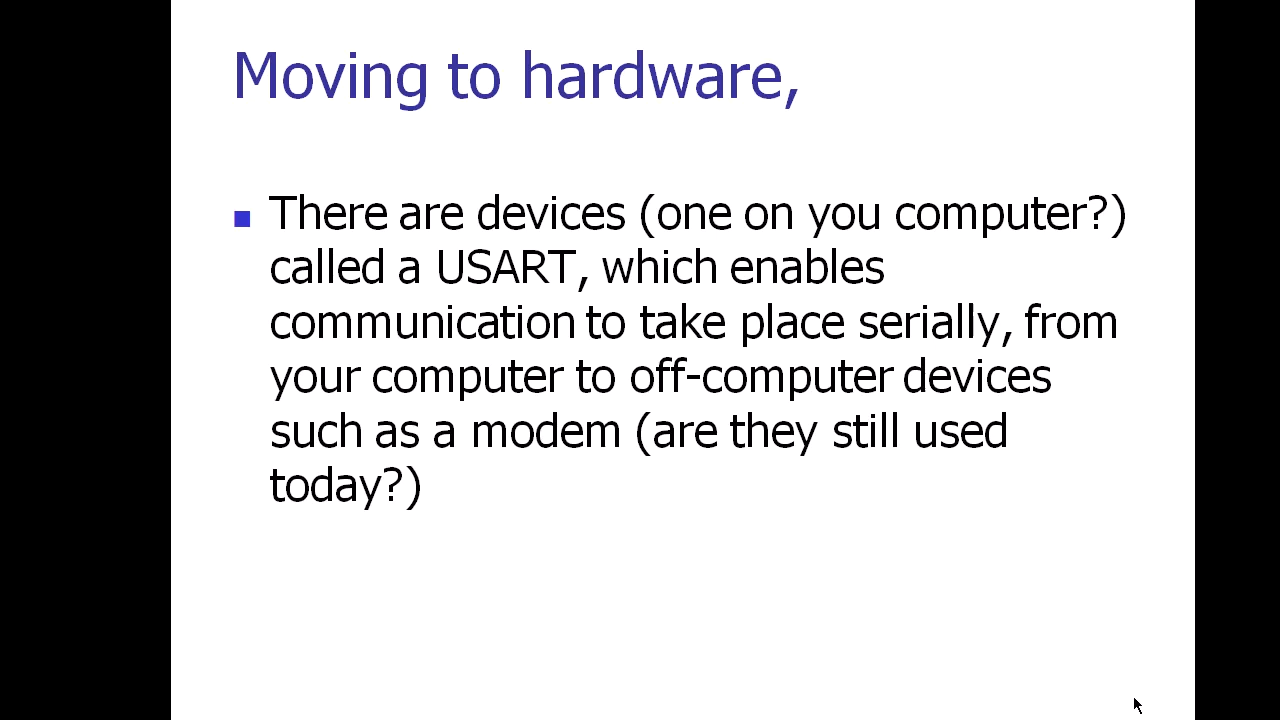 Moving to hardware,
There are devices (one on you computer?)
called a USART, which enables
communication to take place serially, from
your computer to off-computer devices
such as a modem (are they still used
today?)